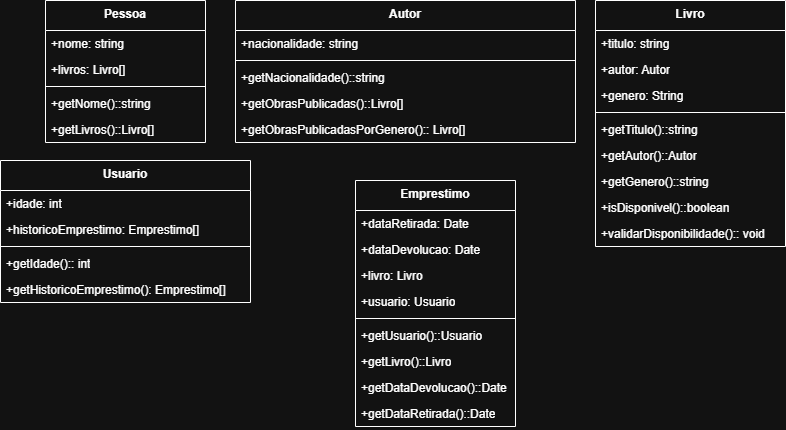 Pessoa
+nome: string
+livros: Livro[]
+getNome()::string
+getLivros()::Livro[]
Autor
+nacionalidade: string
+getNacionalidade()::string
+getObrasPublicadas()::Livro[]
+getObrasPublicadasPorGenero():: Livro[]
Livro
+titulo: string
+autor: Autor
+genero: String
+getTitulo()::string
+getAutor()::Autor
+getGenero()::string
+isDisponivel()::boolean
+validarDisponibilidade():: void
Usuario
+idade: int
+historicoEmprestimo: Emprestimo[]
+getIdade():: int
+getHistoricoEmprestimo(): Emprestimo[]
Emprestimo
+dataRetirada: Date
+dataDevolucao: Date
+livro: Livro
+usuario: Usuario
+getUsuario()::Usuario
+getLivro()::Livro
+getDataDevolucao()::Date
+getDataRetirada()::Date